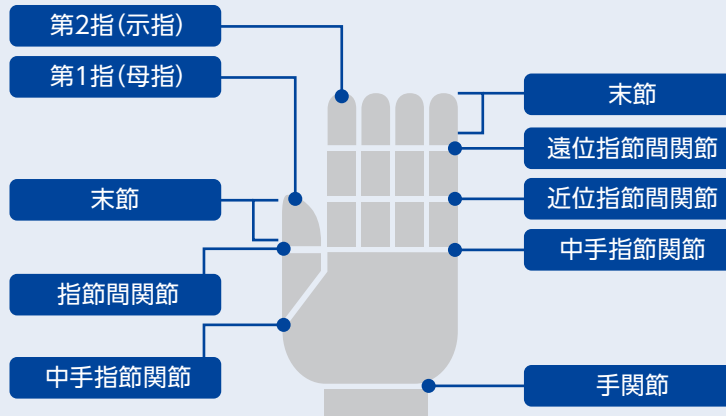 第2指(示指)
第1指(母指)
末節
指節間関節
中手指節関節
末節
遠位指節間関節
近位指節間関節
中手指節関節
手関節